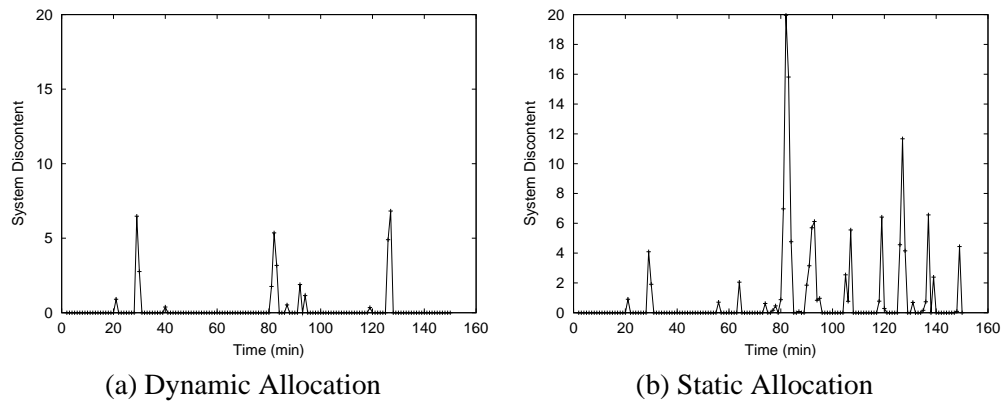 20
15
10
5
0
System Discontent
0 20 40 60 80 100 120 140 160
Time (min)
(a) Dynamic Allocation
20
18
16
14
12
10
8
6
4
2
0
System Discontent
0 20 40 60 80 100 120 140 160
Time (min)
(b) Static Allocation